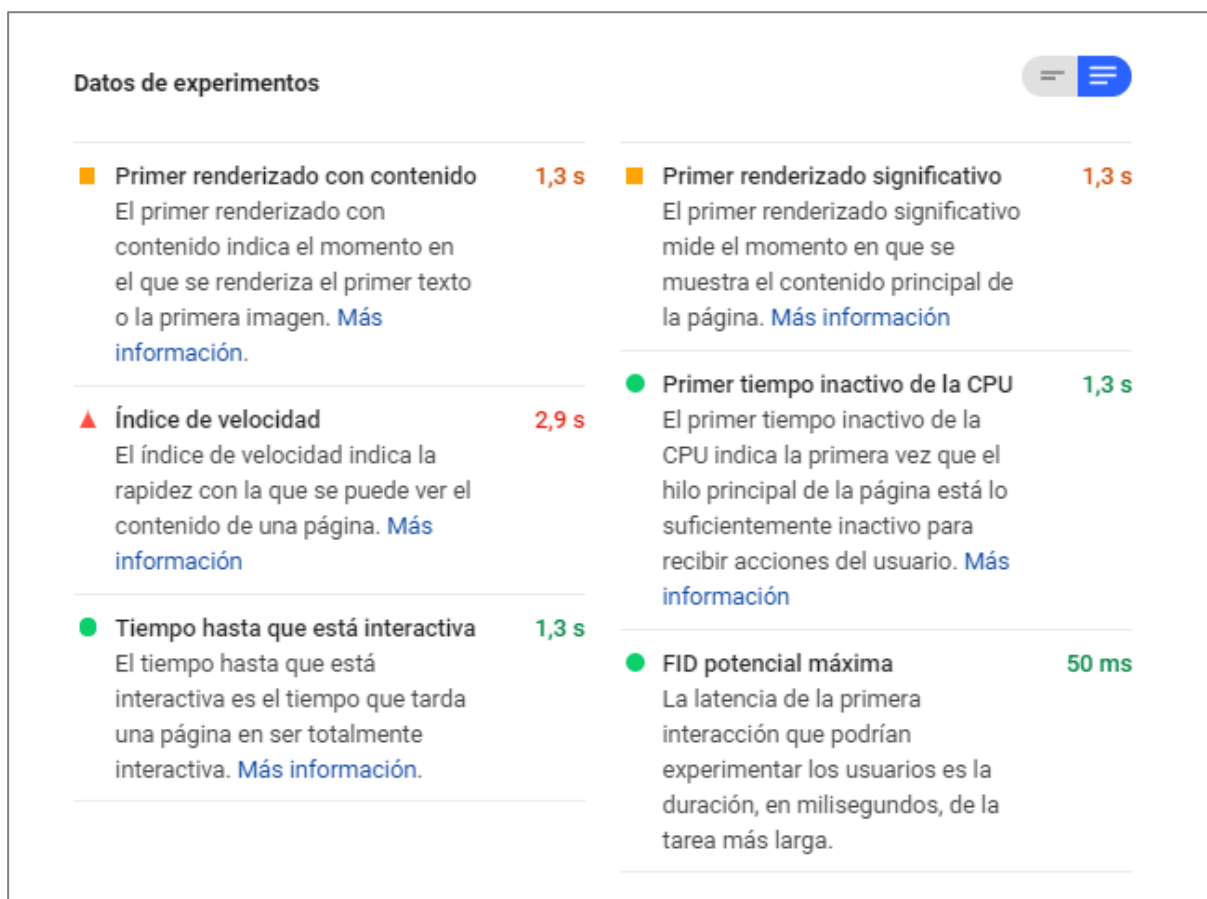 Datos de experimentos
Primer renderizado con contenido 1,3 s
El primer renderizado con
contenido indica el momento en
el que se renderiza el primer texto
o la primera imagen. Más
información.
Índice de velocidad 2,9 s
El índice de velocidad indica la
rapidez con la que se puede ver el
contenido de una página. Más
información
Tiempo hasta que está interactiva 1,3 s
El tiempo hasta que está
interactiva es el tiempo que tarda
una página en ser totalmente
interactiva. Más información.
Primer renderizado significativo 1,3 s
El primer renderizado significativo
mide el momento en que se
muestra el contenido principal de
la página. Más información
Primer tiempo inactivo de la CPU 1,3 s
El primer tiempo inactivo de la
CPU indica la primera vez que el
hilo principal de la página está lo
suficientemente inactivo para
recibir acciones del usuario. Más
información
FID potencial máxima 50 ms
La latencia de la primera
interacción que podrían
experimentar los usuarios es la
duración, en milisegundos, de la
tarea más larga.